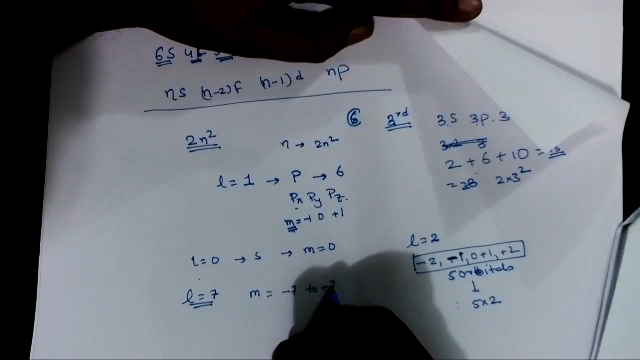 6S 4f
ns (n-2)f (n-1)d np
2n²
n → 2n²
l = 1 → P → 6
Px Py Pz
m = -1 0 +1
l = 0 → s → m = 0
l = 7 m = -7 to
6 3rd 3s 3p 3
2 + 6 + 10 =
= 2×3²
l = 2
-2, -1, 0 +1, +2
5 orbitals
↓
: 5×2